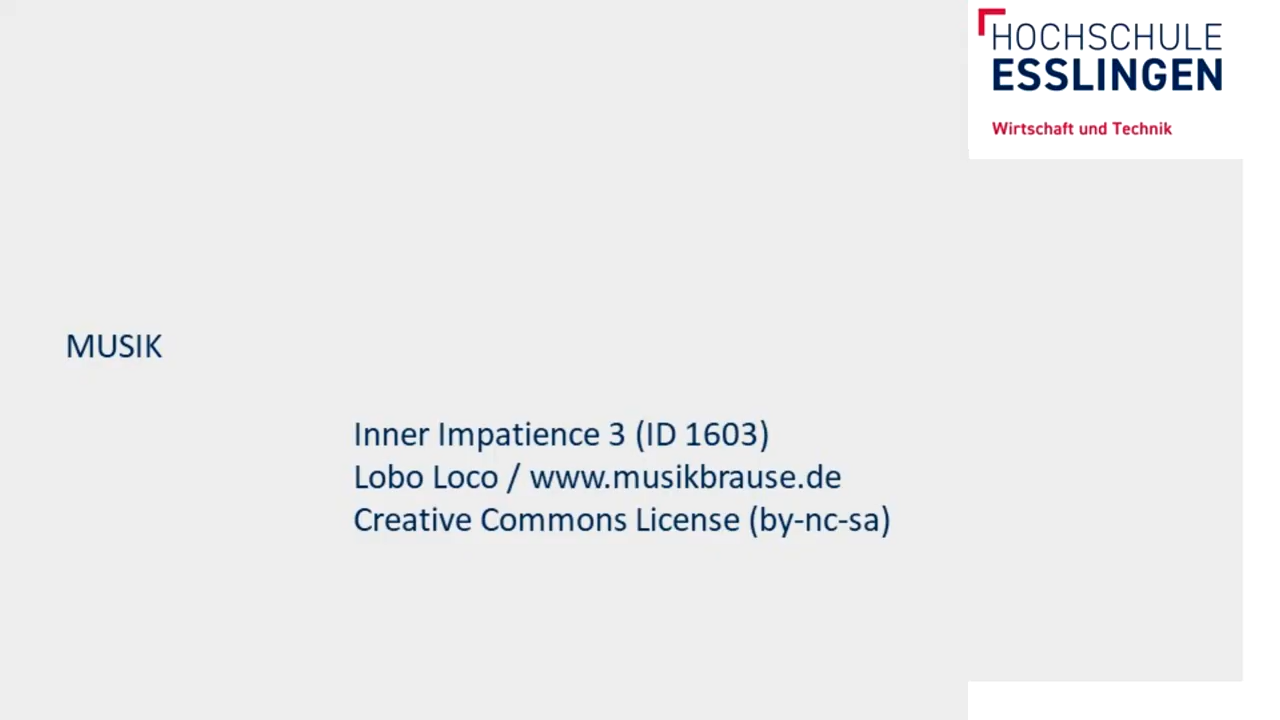 HOCHSCHULE
ESSLINGEN
Wirtschaft und Technik
MUSIK
Inner Impatience 3 (ID 1603)
Lobo Loco / www.musikbrause.de
Creative Commons License (by-nc-sa)